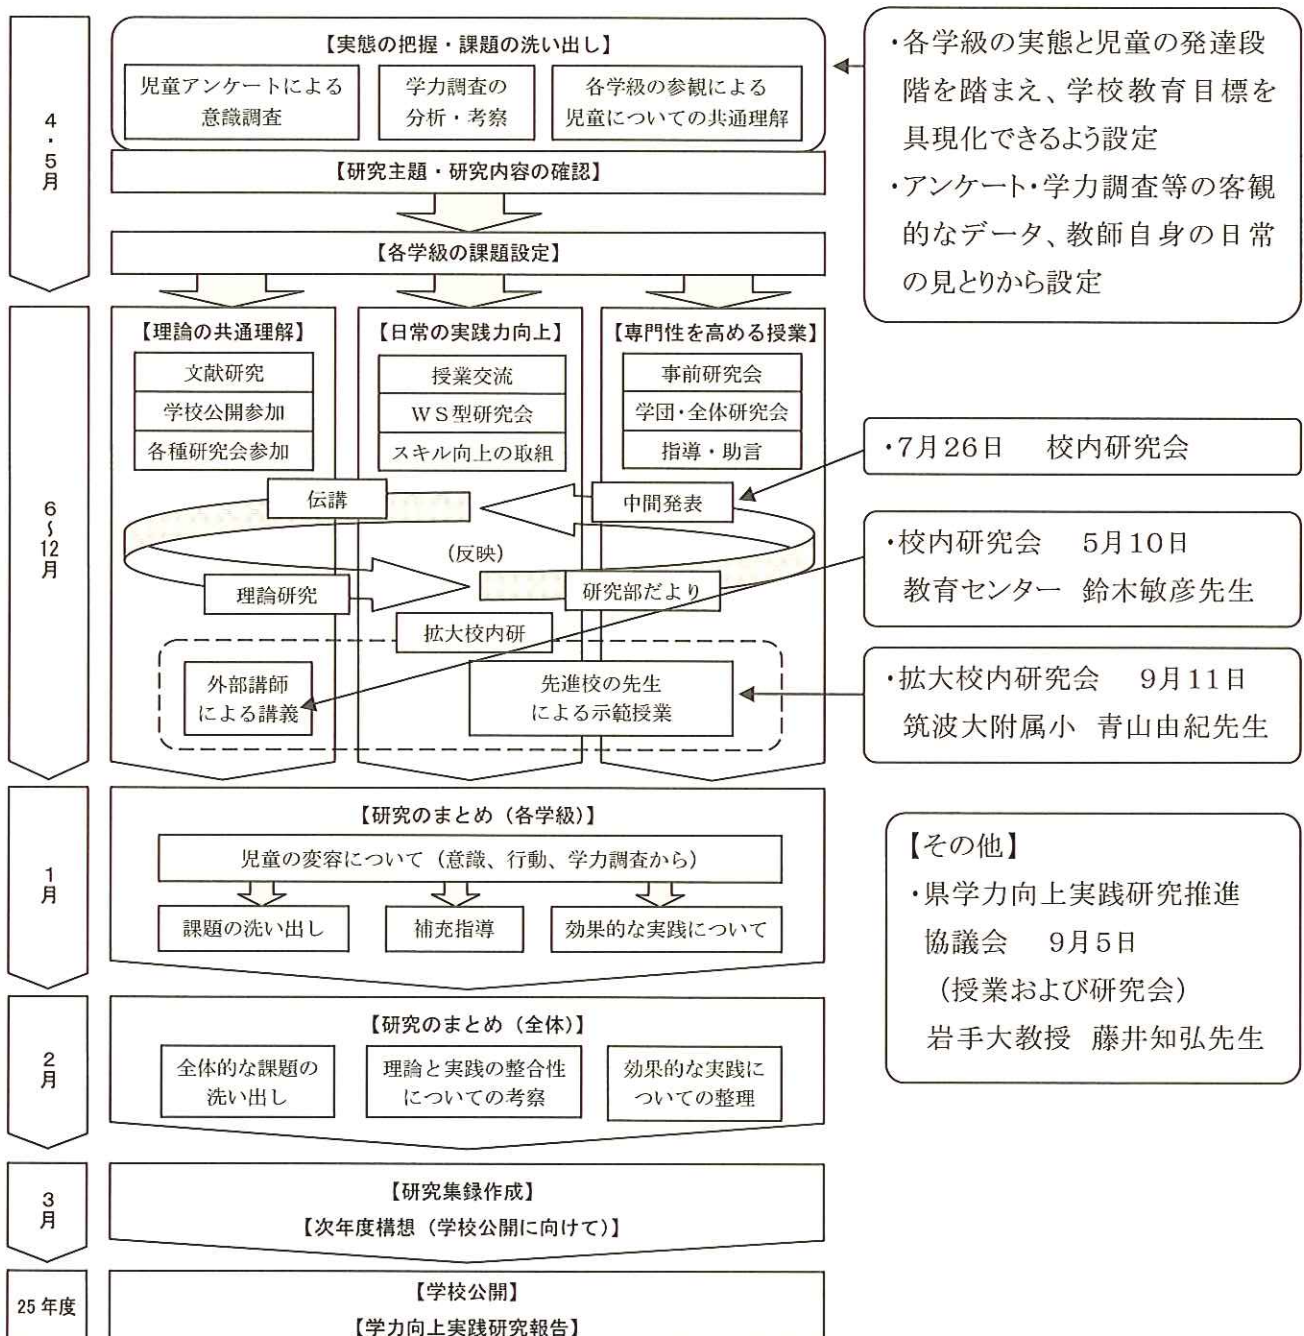 4・5月
【実態の把握・課題の洗い出し】
児童アンケートによる
意識調査
学力調査の
分析・考察
各学級の参観による
児童についての共通理解
【研究主題・研究内容の確認】
【各学級の課題設定】
・各学級の実態と児童の発達段
階を踏まえ、学校教育目標を
具現化できるよう設定
・アンケート・学力調査等の客観
的なデータ、教師自身の日常
の見とりから設定
6〜12月
【理論の共通理解】
文献研究
学校公開参加
各種研究会参加
【日常の実践力向上】
授業交流
WS型研究会
スキル向上の取組
【専門性を高める授業】
事前研究会
学団・全体研究会
指導・助言
伝講
中間発表
(反映)
理論研究
研究部だより
拡大校内研
外部講師
による講義
先進校の先生
による示範授業
・7月26日 校内研究会
・校内研究会 5月10日
教育センター 鈴木敏彦先生
・拡大校内研究会 9月11日
筑波大附属小 青山由紀先生
1月
【研究のまとめ(各学級)】
児童の変容について(意識、行動、学力調査から)
課題の洗い出し
補充指導
効果的な実践について
【その他】
・県学力向上実践研究推進
協議会 9月5日
(授業および研究会)
岩手大教授 藤井知弘先生
2月
【研究のまとめ(全体)】
全体的な課題の
洗い出し
理論と実践の整合性
についての考察
効果的な実践に
ついての整理
3月
【研究集録作成】
【次年度構想(学校公開に向けて)】
25年度
【学校公開】
【学力向上実践研究報告】